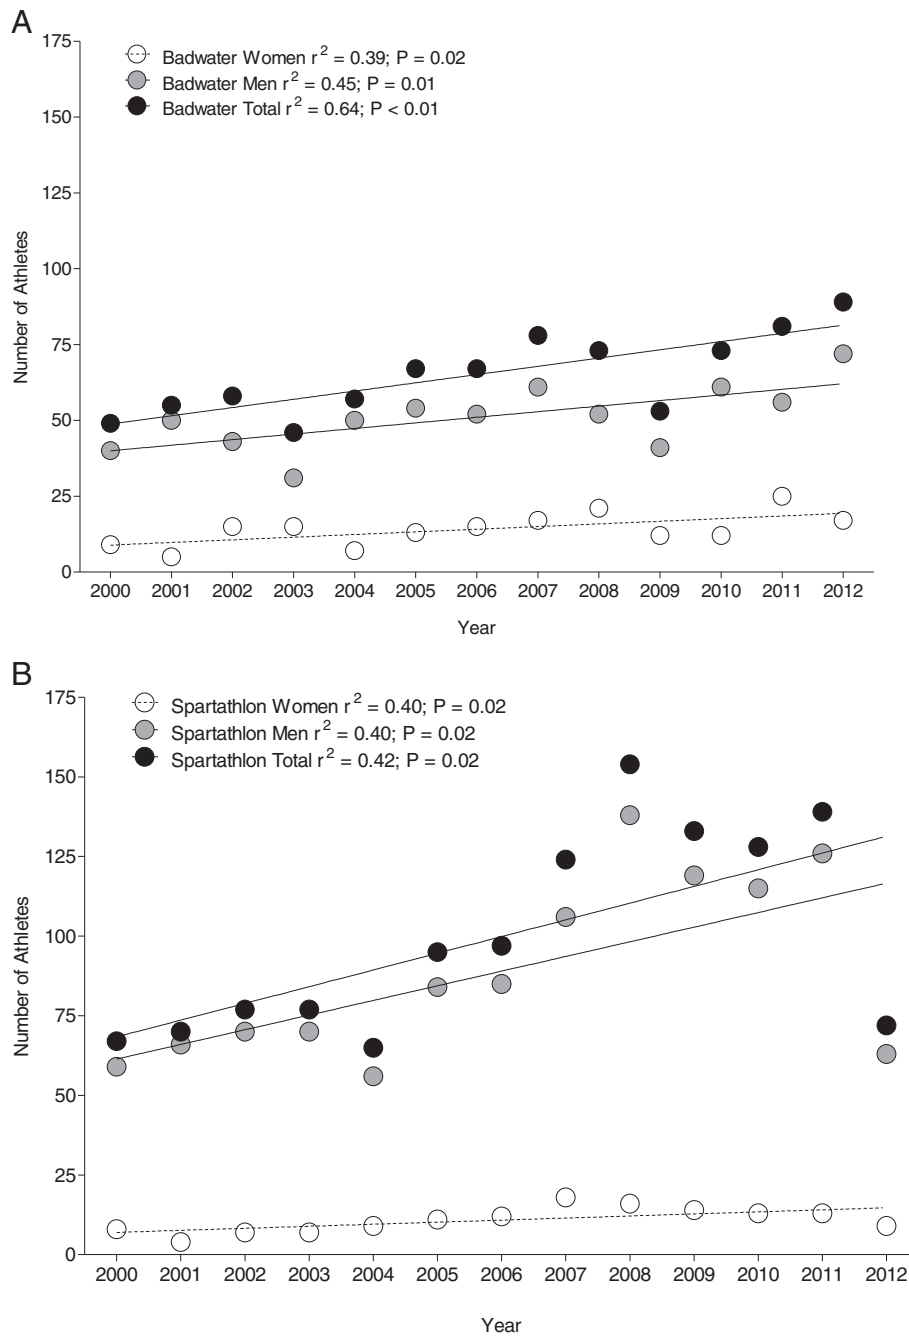 A
175
150
125
100
75
50
25
0
Number of Athletes
Badwater Women r² = 0.39; P = 0.02
Badwater Men r² = 0.45; P = 0.01
Badwater Total r² = 0.64; P < 0.01
2000 2001 2002 2003 2004 2005 2006 2007 2008 2009 2010 2011 2012
Year
B
175
150
125
100
75
50
25
0
Number of Athletes
Spartathlon Women r² = 0.40; P = 0.02
Spartathlon Men r² = 0.40; P = 0.02
Spartathlon Total r² = 0.42; P = 0.02
2000 2001 2002 2003 2004 2005 2006 2007 2008 2009 2010 2011 2012
Year